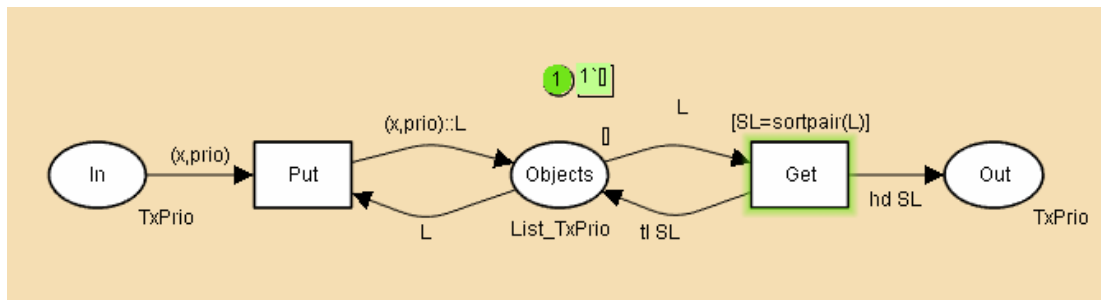 1 1`[]
L
[SL=sortpair(L)]
(x,prio)::L
[]
(x,prio)
In
Put
Objects
Get
Out
hd SL
TxPrio
L
List_TxPrio
tl SL
TxPrio